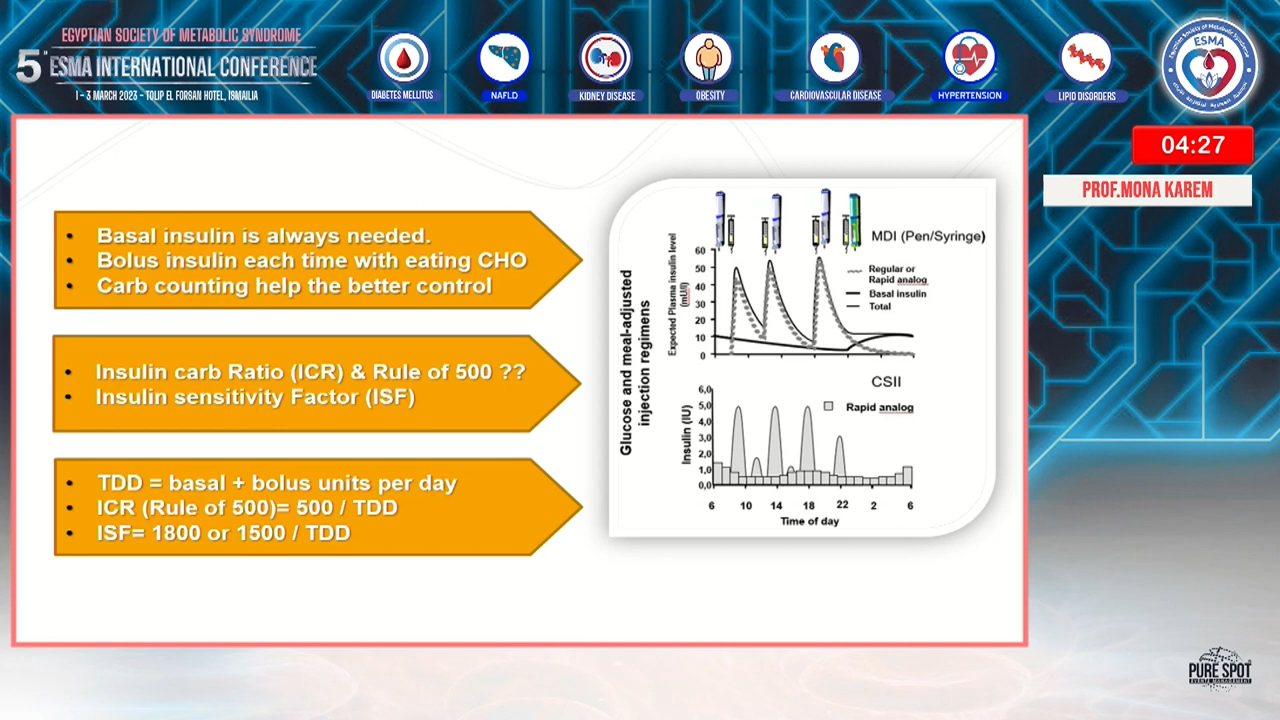 EGYPTIAN SOCIETY OF METABOLIC SYNDROME
5th ESMA INTERNATIONAL CONFERENCE
1 - 3 MARCH 2023 - TOLIP EL FORSAN HOTEL, ISMAILIA
DIABETES MELLITUS
NAFLD
KIDNEY DISEASE
OBESITY
CARDIOVASCULAR DISEASE
HYPERTENSION
LIPID DISORDERS
Egyptian Society of Metabolic Syndrome
ESMA
04:27
PROF.MONA KAREM
• Basal insulin is always needed.
• Bolus insulin each time with eating CHO
• Carb counting help the better control
• Insulin carb Ratio (ICR) & Rule of 500 ??
• Insulin sensitivity Factor (ISF)
• TDD = basal + bolus units per day
• ICR (Rule of 500)= 500 / TDD
• ISF= 1800 or 1500 / TDD
Glucose and meal-adjusted
injection regimens
MDI (Pen/Syringe)
Expected Plasma insulin level
(mU/l)
60
50
40
30
20
10
0
Regular or
Rapid analog
Basal insulin
Total
CSII
Insulin (IU)
6,0
5,0
4,0
3,0
2,0
1,0
0,0
Rapid analog
6 10 14 18 22 2 6
Time of day
PURE SPOT
EVENTS MANAGEMENT